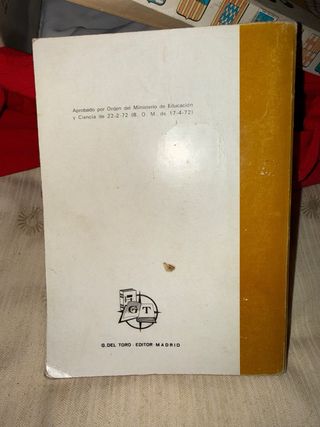 Aprobado por Orden del Ministerio de Educación
y Ciencia de 22-2-72 (B. O. M. de 17-4-72)
G T
G. DEL TORO - EDITOR MADRID